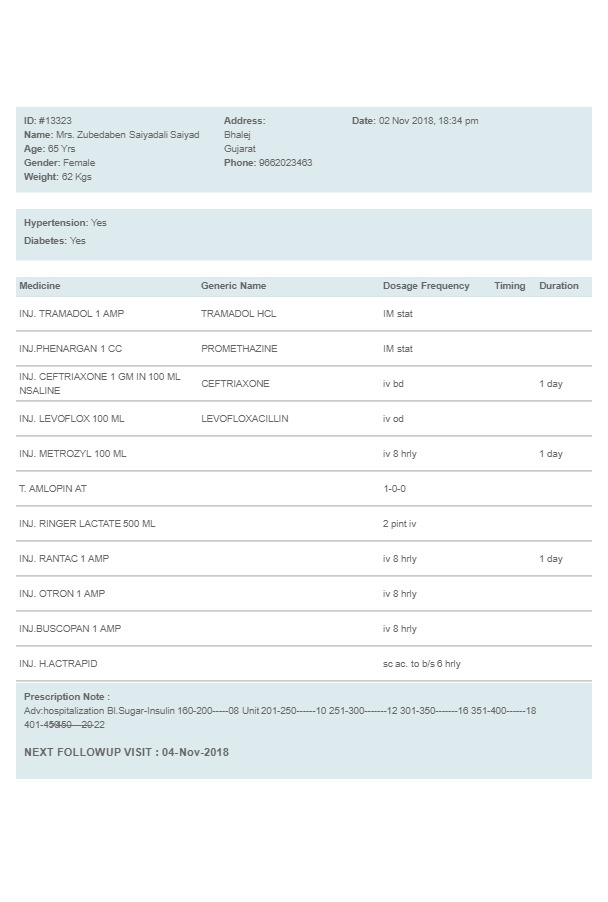 ID: #13323 Address: Date: 02 Nov 2018, 18:34 pm
Name: Mrs. Zubedaben Saiyadali Saiyad Bhalej
Age: 65 Yrs Gujarat
Gender: Female Phone: 9662023463
Weight: 62 Kgs
Hypertension: Yes
Diabetes: Yes
Medicine Generic Name Dosage Frequency Timing Duration
INJ. TRAMADOL 1 AMP TRAMADOL HCL IM stat
INJ.PHENARGAN 1 CC PROMETHAZINE IM stat
INJ. CEFTRIAXONE 1 GM IN 100 ML
NSALINE CEFTRIAXONE iv bd 1 day
INJ. LEVOFLOX 100 ML LEVOFLOXACILLIN iv od
INJ. METROZYL 100 ML iv 8 hrly 1 day
T. AMLOPIN AT 1-0-0
INJ. RINGER LACTATE 500 ML 2 pint iv
INJ. RANTAC 1 AMP iv 8 hrly 1 day
INJ. OTRON 1 AMP iv 8 hrly
INJ.BUSCOPAN 1 AMP iv 8 hrly
INJ. H.ACTRAPID sc ac. to b/s 6 hrly
Prescription Note :
Adv:hospitalization Bl.Sugar-Insulin 160-200-----08 Unit 201-250------10 251-300-------12 301-350-------16 351-400------18
22
NEXT FOLLOWUP VISIT : 04-Nov-2018